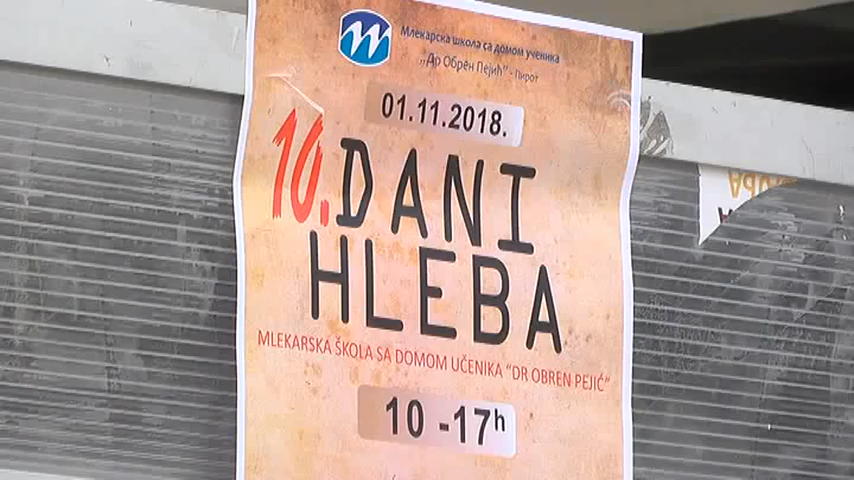 Млекарска школа са домом ученика
„Др Обрен Пејић" - Пирот
01.11.2018.
10. DANI
HLEBA
MLEKARSKA ŠKOLA SA DOMOM UČENIKA "DR OBREN PEJIĆ"
10 -17h